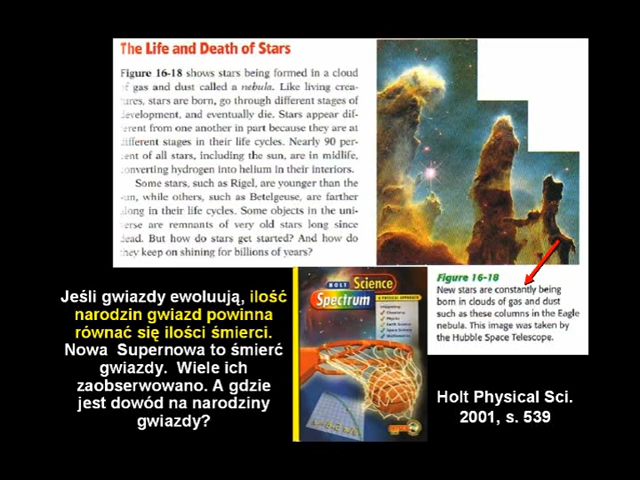 The Life and Death of Stars
Figure 16-18 shows stars being formed in a cloud
of gas and dust called a nebula. Like living crea-
tures, stars are born, go through different stages of
development, and eventually die. Stars appear dif-
ferent from one another in part because they are at
different stages in their life cycles. Nearly 90 per-
cent of all stars, including the sun, are in midlife,
converting hydrogen into helium in their interiors.
Some stars, such as Rigel, are younger than the
sun, while others, such as Betelgeuse, are farther
along in their life cycles. Some objects in the uni-
verse are remnants of very old stars long since
dead. But how do stars get started? And how do
they keep on shining for billions of years?
Figure 16-18
New stars are constantly being
born in clouds of gas and dust
such as these columns in the Eagle
nebula. This image was taken by
the Hubble Space Telescope.
Jeśli gwiazdy ewoluują, ilość
narodzin gwiazd powinna
równać się ilości śmierci.
Nowa Supernowa to śmierć
gwiazdy. Wiele ich
zaobserwowano. A gdzie
jest dowód na narodziny
gwiazdy?
HOLT Science
Spectrum
A PHYSICAL APPROACH
Integrating
Chemistry
Physics
Earth Science
Space Science
Mathematics
Holt Physical Sci.
2001, s. 539